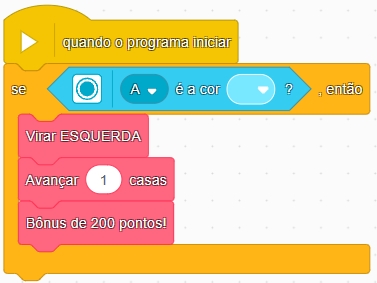 quando o programa iniciar
se A é a cor ? , então
Virar ESQUERDA
Avançar 1 casas
Bônus de 200 pontos!